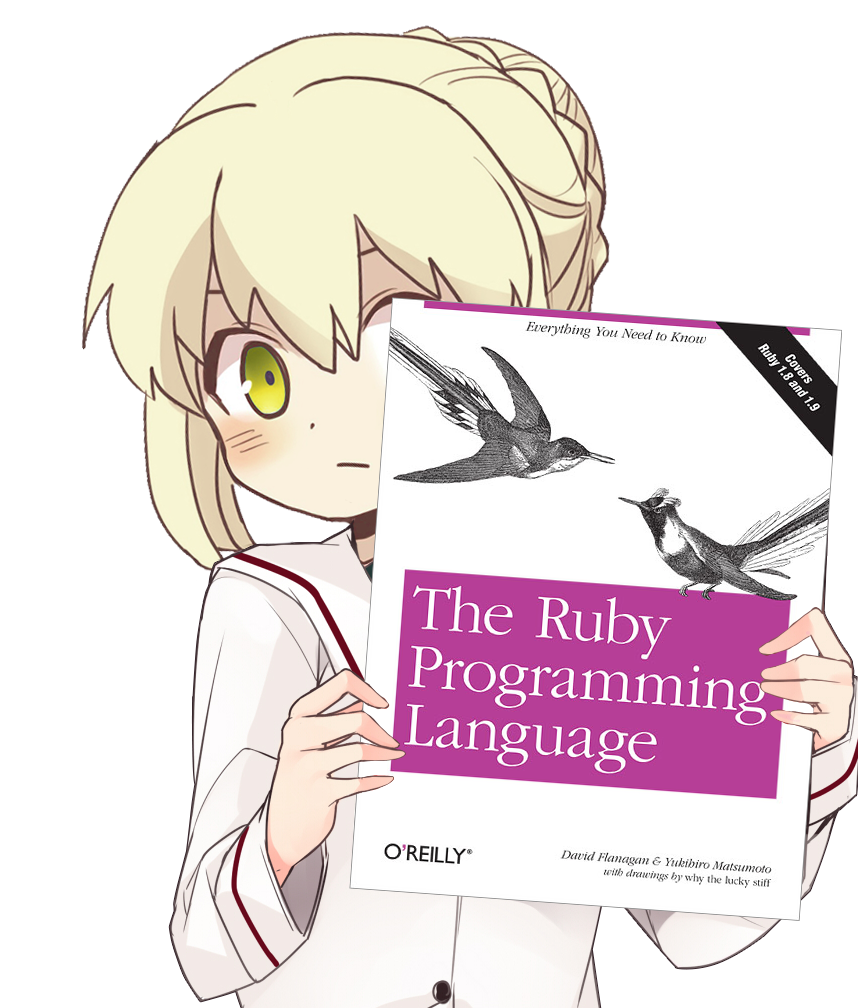 Everything You Need to Know
Covers
Ruby 1.8 and 1.9
The Ruby
Programming
Language
O'REILLY®
David Flanagan & Yukihiro Matsumoto
with drawings by why the lucky stiff